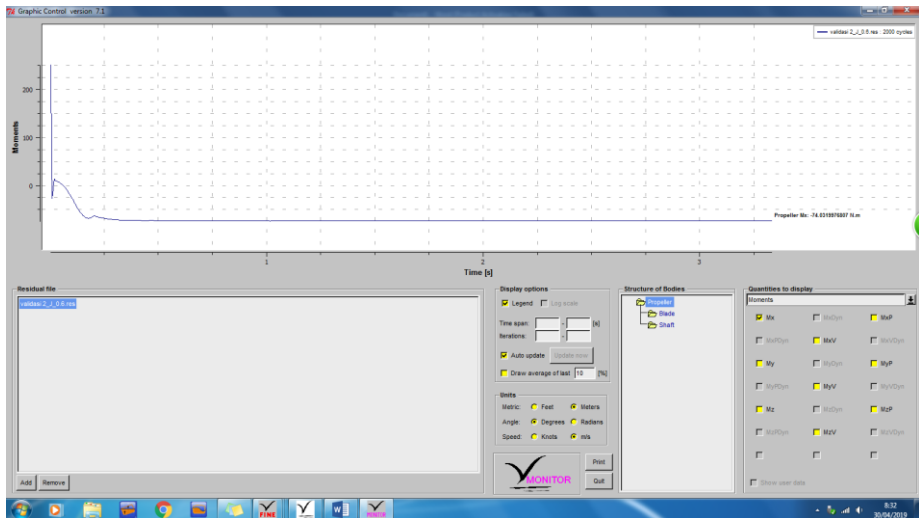 Graphic Control version 7.1
validasi 2_J_0.6.res : 2000 cycles
200
100
0
Moments
Propeller Mx: -74.0319976807 N.m
1
2
3
Time [s]
Residual file
validasi 2_J_0.6.res
Add
Remove
Display options
Legend
Log scale
Time span:
-
[s]
Iterations:
-
Auto update
Update now
Draw average of last
10
[%]
Units
Metric:
Feet
Meters
Angle:
Degrees
Radians
Speed:
Knots
m/s
MONITOR
Print
Quit
Structure of Bodies
Propeller
Blade
Shaft
Quantities to display
Moments
Mx
MxDyn
MxP
MxPDyn
MxV
MxVDyn
My
MyDyn
MyP
MyPDyn
MyV
MyVDyn
Mz
MzDyn
MzP
MzPDyn
MzV
MzVDyn
Show user data
FINE
MONITOR
8:32
30/04/2019